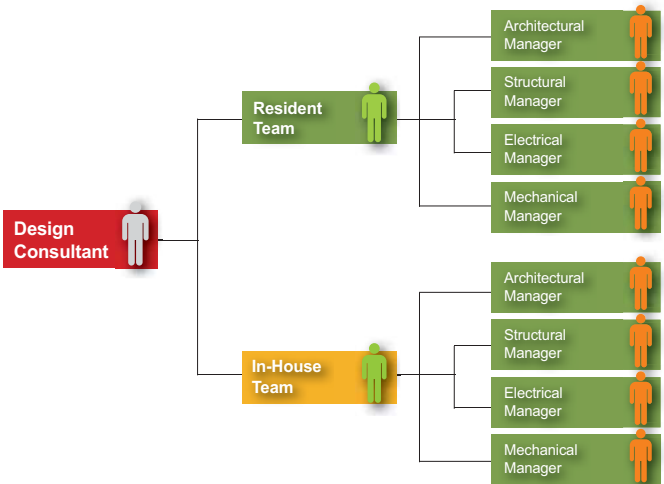 Architectural
Manager
Structural
Manager
Resident
Team
Electrical
Manager
Mechanical
Manager
Design
Consultant
Architectural
Manager
Structural
Manager
In-House
Team
Electrical
Manager
Mechanical
Manager